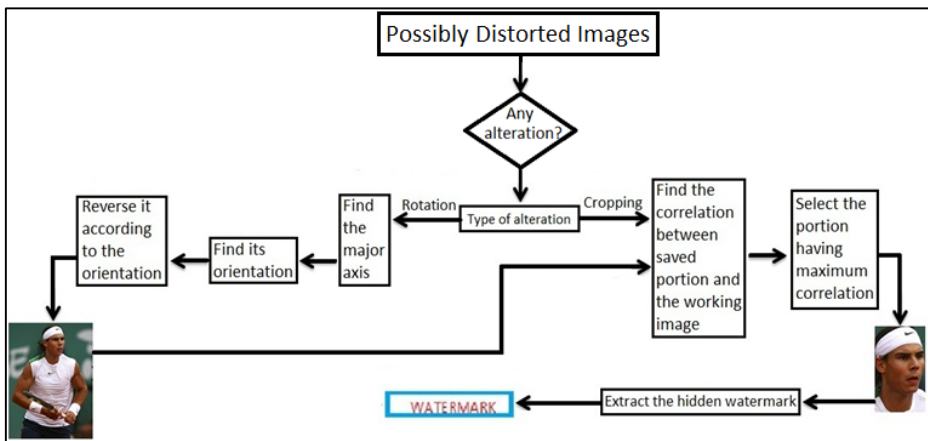 Possibly Distorted Images
Any
alteration?
Reverse it
according
to the
orientation
Find its
orientation
Find
the
major
axis
Rotation
Type of alteration
Cropping
Find the
correlation
between
saved
portion and
the working
image
Select the
portion
having
maximum
correlation
WATERMARK
Extract the hidden watermark